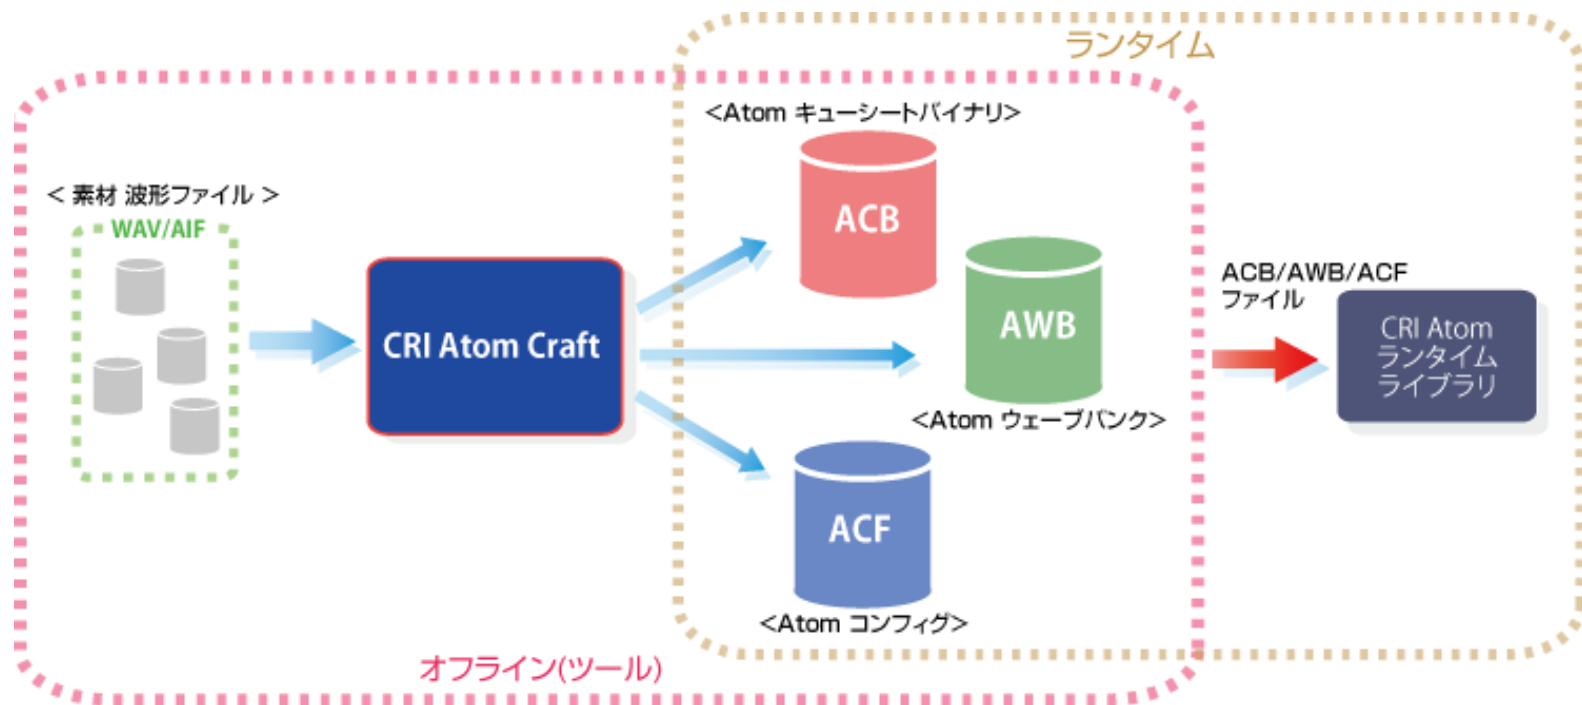 ランタイム
<Atom キューシートバイナリ>
ACB
< 素材 波形ファイル >
WAV/AIF
CRI Atom Craft
AWB
<Atom ウェーブバンク>
ACB/AWB/ACF
ファイル
CRI Atom
ランタイム
ライブラリ
ACF
<Atom コンフィグ>
オフライン(ツール)